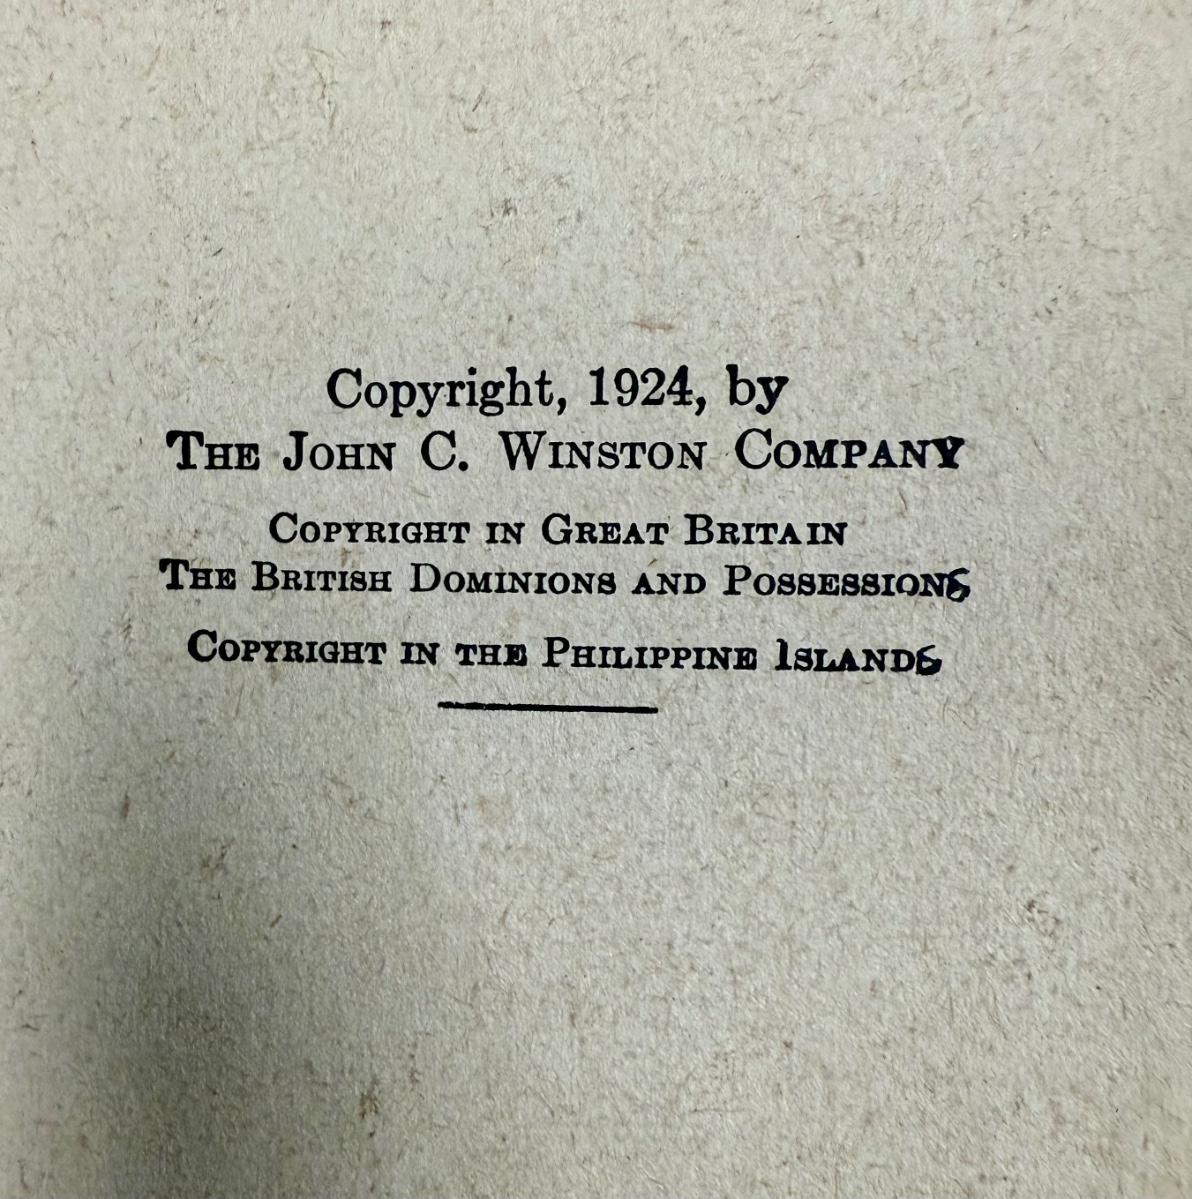 Copyright, 1924, by
THE JOHN C. WINSTON COMPANY
COPYRIGHT IN GREAT BRITAIN
THE BRITISH DOMINIONS AND POSSESSIONS
COPYRIGHT IN THE PHILIPPINE ISLANDS